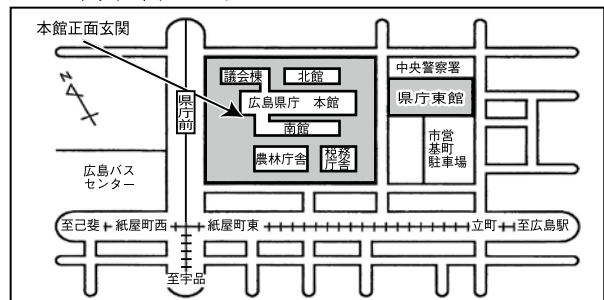 本館正面玄関
議会棟
北館
中央警察署
N
県庁前
広島県庁 本館
県庁東館
南館
市営
基町
駐車場
農林庁舎
税務
庁舎
広島バス
センター
至己斐
紙屋町西
紙屋町東
立町
至広島駅
至宇品